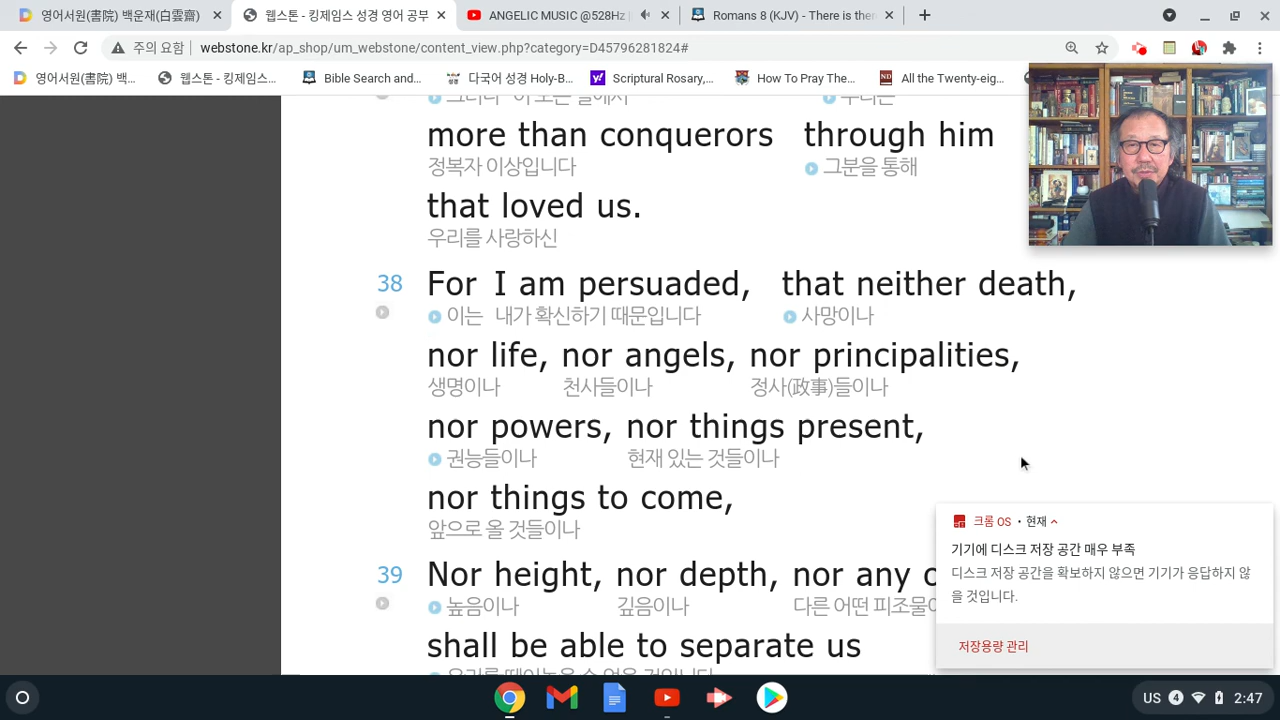 영어서원(書院) 백운재(白雲齋)
웹스톤 - 킹제임스 성경 영어 공부
ANGELIC MUSIC @528Hz
Romans 8 (KJV) - There is ther
주의 요함
webstone.kr/ap_shop/um_webstone/content_view.php?category=D45796281824#
영어서원(書院) 백...
웹스톤 - 킹제임스...
Bible Search and...
다국어 성경 Holy-B...
Scriptural Rosary,...
How To Pray The...
All the Twenty-eig...
more than conquerors through him
정복자 이상입니다 그분을 통해
that loved us.
우리를 사랑하신
38 For I am persuaded, that neither death,
이는 내가 확신하기 때문입니다 사망이나
nor life, nor angels, nor principalities,
생명이나 천사들이나 정사(政事)들이나
nor powers, nor things present,
권능들이나 현재 있는 것들이나
nor things to come,
앞으로 올 것들이나
39 Nor height, nor depth, nor any
높음이나 깊음이나 다른 어떤 피조물
shall be able to separate us
크롬 OS • 현재
기기에 디스크 저장 공간 매우 부족
디스크 저장 공간을 확보하지 않으면 기기가 응답하지 않
을 것입니다.
저장용량 관리
US 4 2:47